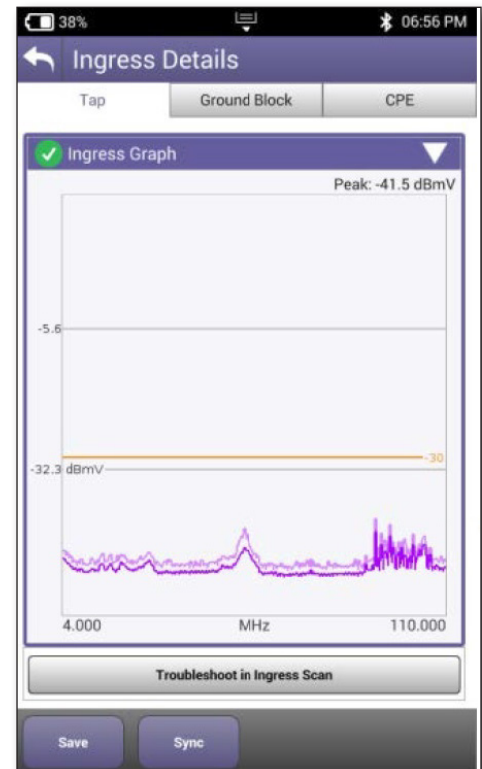 38% 06:56 PM
Ingress Details
Tap Ground Block CPE
Ingress Graph
Peak: -41.5 dBmV
-5.6
-30
-32.3 dBmV
4.000 MHz 110.000
Troubleshoot in Ingress Scan
Save Sync